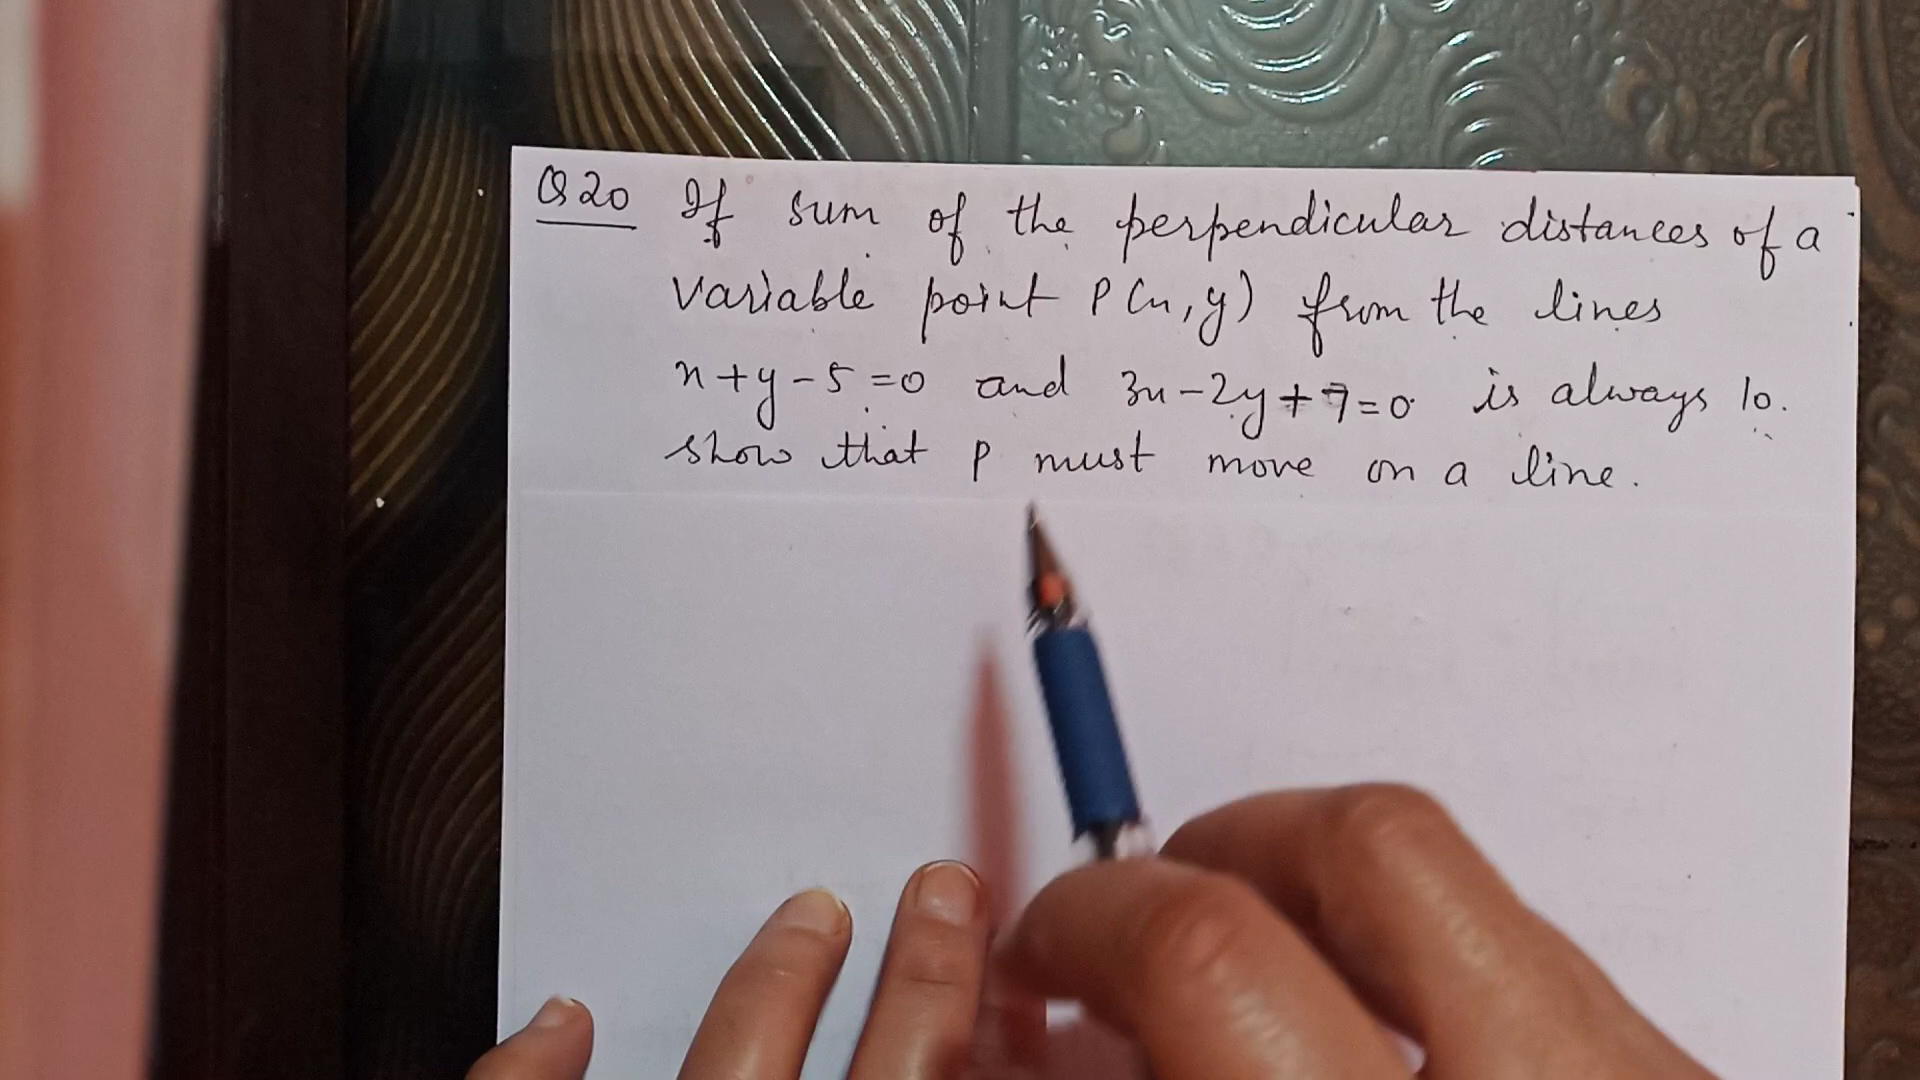 Q20 If sum of the perpendicular distances of a
variable point P(x, y) from the lines
x+y-5=0 and 3x-2y+7=0 is always 10.
show that P must move on a line.